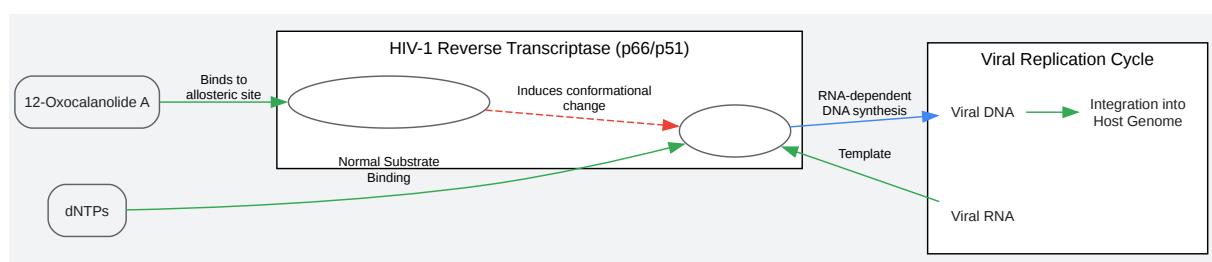 HIV-1 Reverse Transcriptase (p66/p51)
Viral Replication Cycle
12-Oxocalanolide A
Binds to
allosteric site
Induces conformational
change
RNA-dependent
DNA synthesis
Viral DNA
Integration into
Host Genome
Normal Substrate
Binding
Template
dNTPs
Viral RNA